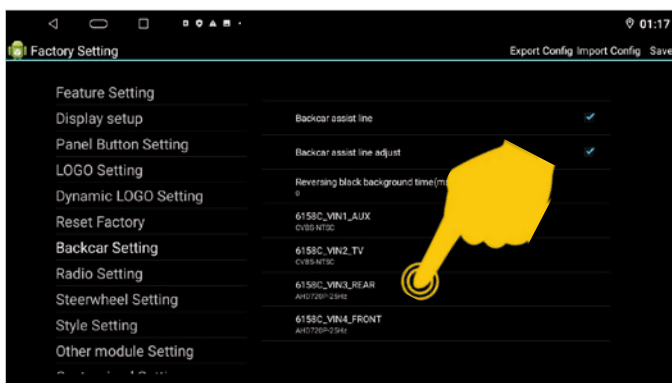 01:17
Factory Setting
Export Config Import Config Save
Feature Setting
Display setup
Panel Button Setting
LOGO Setting
Dynamic LOGO Setting
Reset Factory
Backcar Setting
Radio Setting
Steerwheel Setting
Style Setting
Other module Setting
Backcar assist line
Backcar assist line adjust
Reversing black background time(m
0
6158C_VIN1_AUX
CVBS-NTSC
6158C_VIN2_TV
CVBS-NTSC
6158C_VIN3_REAR
AHD720P-25Hz
6158C_VIN4_FRONT
AHD720P-25Hz